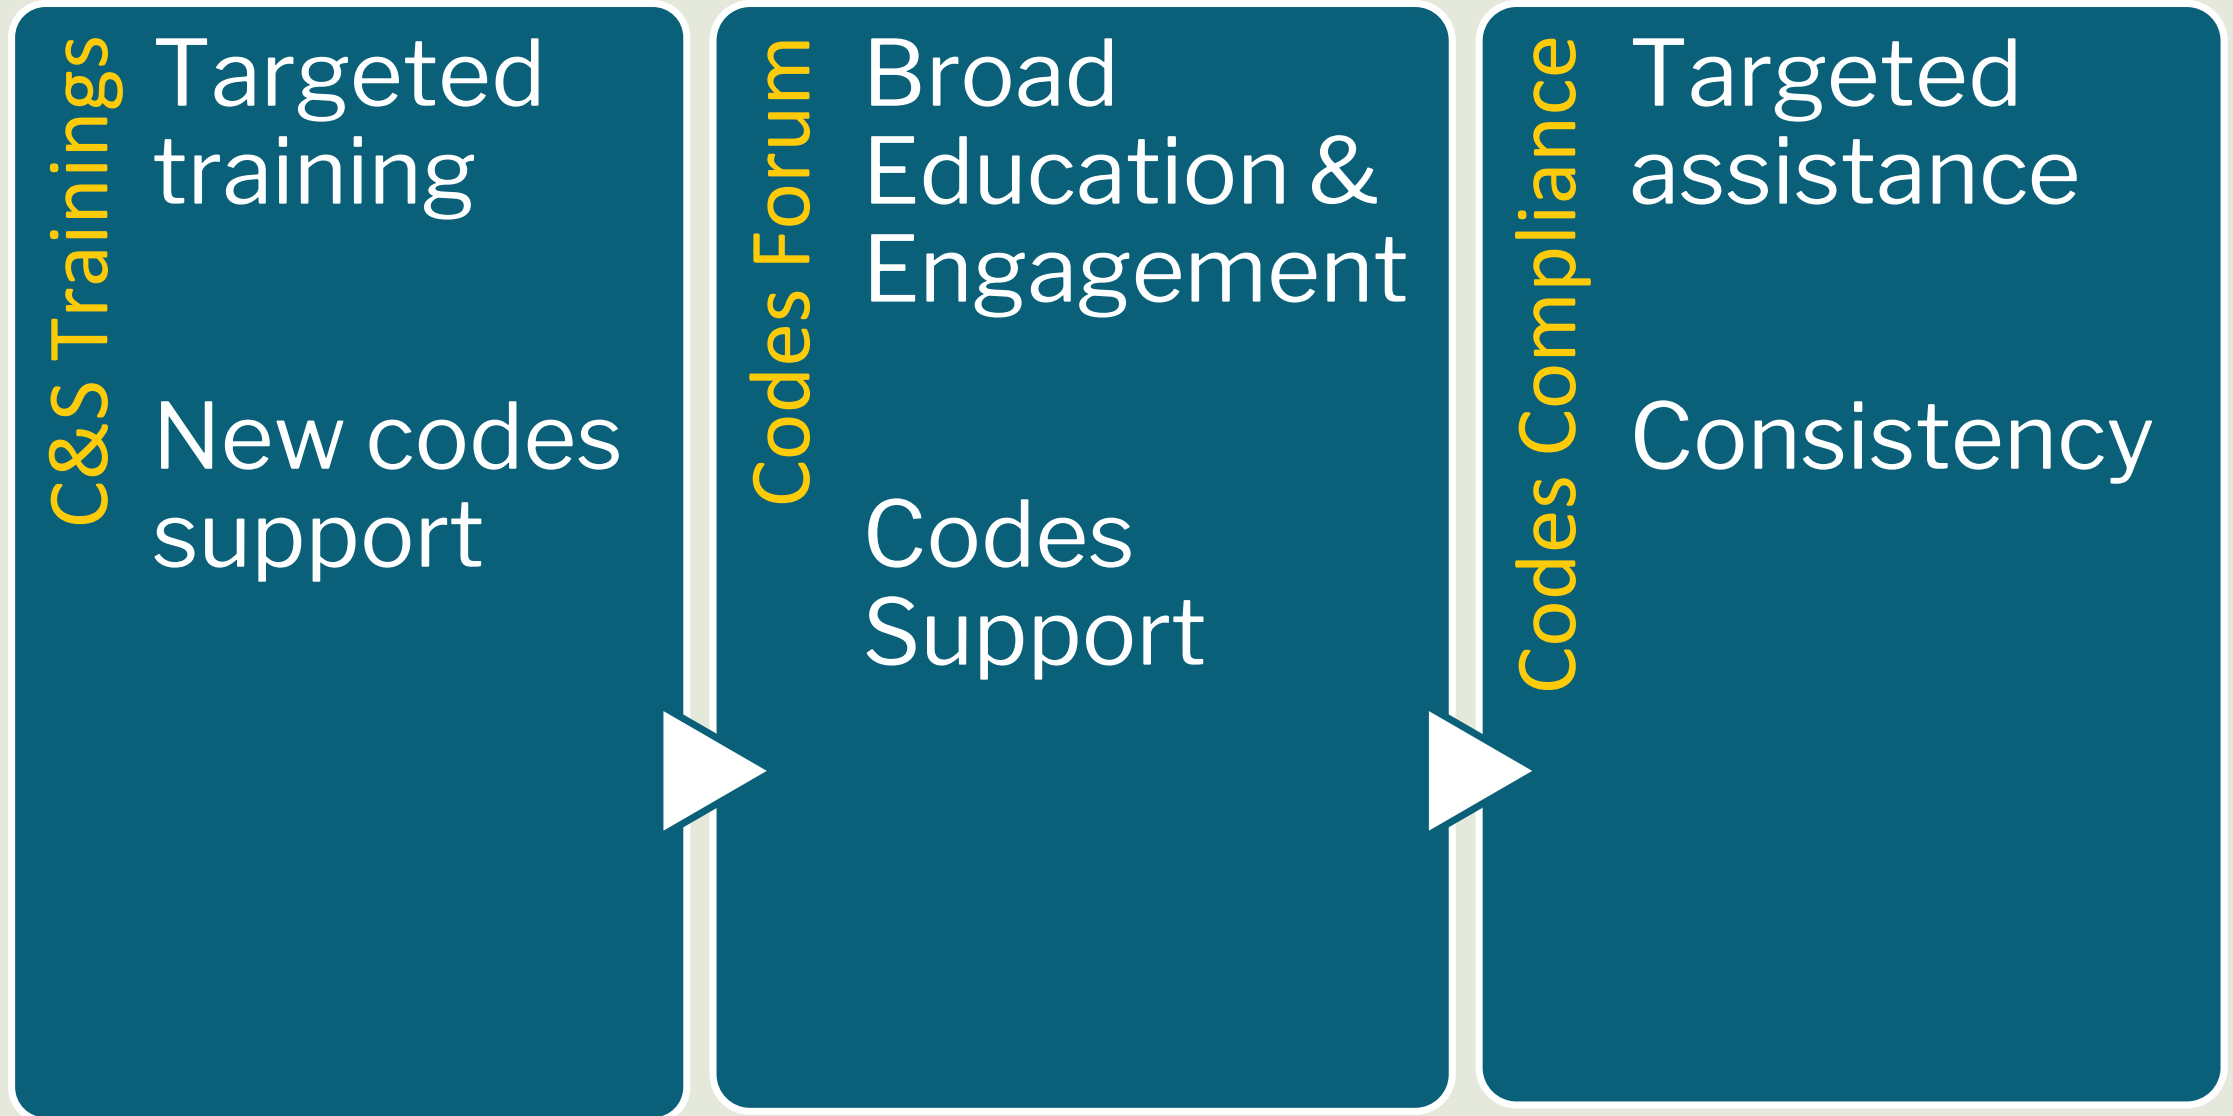 C&S Trainings
Targeted
training
New codes
support
Codes Forum
Broad
Education &
Engagement
Codes
Support
Codes Compliance
Targeted
assistance
Consistency